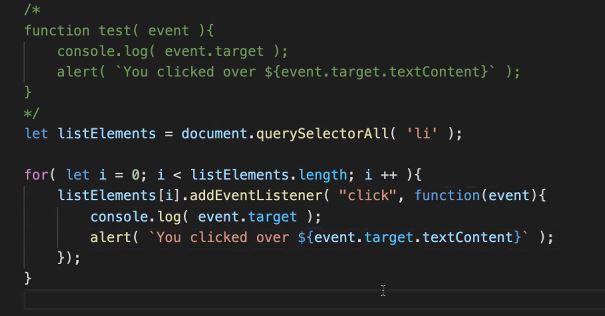 /*
function test( event ){
    console.log( event.target );
    alert( `You clicked over ${event.target.textContent}` );
}
*/
let listElements = document.querySelectorAll( 'li' );

for( let i = 0; i < listElements.length; i ++ ){
    listElements[i].addEventListener( "click", function(event){
        console.log( event.target );
        alert( `You clicked over ${event.target.textContent}` );
    });
}